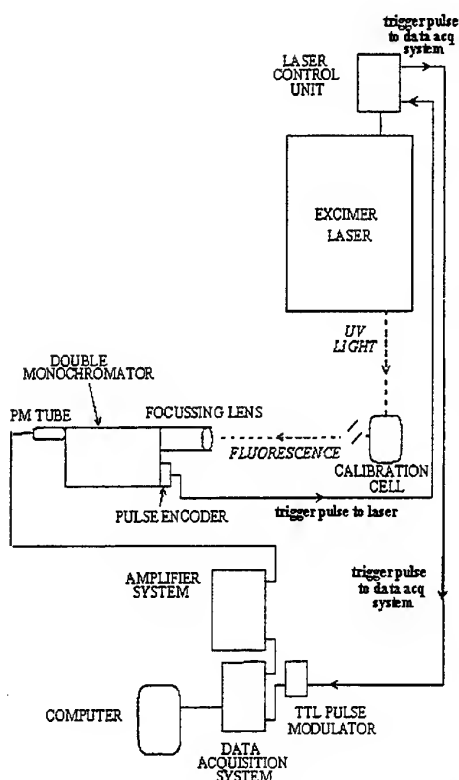 trigger pulse
to data acq
system
LASER
CONTROL
UNIT
EXCIMER
LASER
UV
LIGHT
DOUBLE
MONOCHROMATOR
PM TUBE
FOCUSSING LENS
FLUORESCENCE
CALIBRATION
CELL
PULSE ENCODER
trigger pulse to laser
trigger pulse
to data acq
system
AMPLIFIER
SYSTEM
COMPUTER
TTL PULSE
MODULATOR
DATA
ACQUISITION
SYSTEM